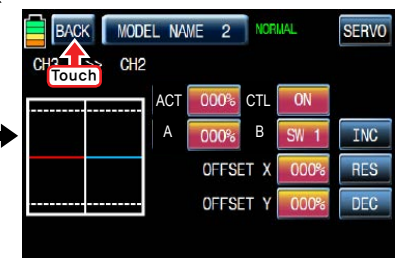 BACK MODEL NAME 2 NORMAL SERVO
>> CH2
Touch
ACT 000% CTL ON
A 000% B SW 1 INC
OFFSET X 000% RES
OFFSET Y 000% DEC